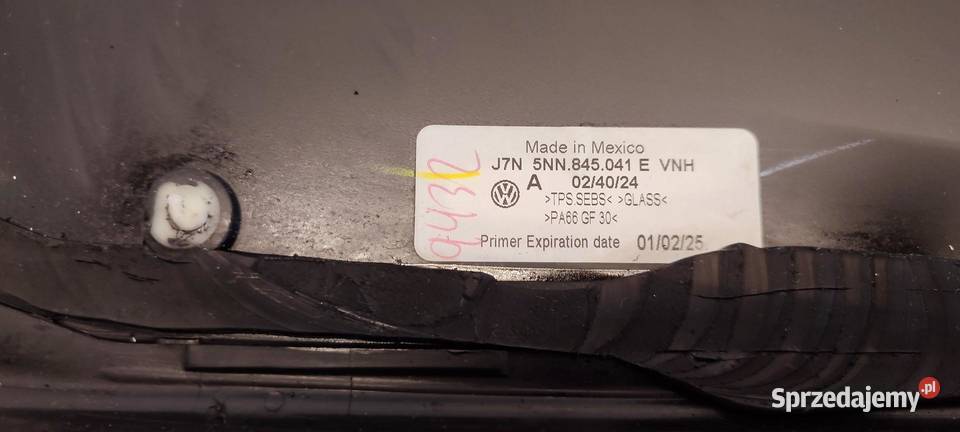 Made in Mexico
J7N 5NN.845.041 E VNH
A 02/40/24
>TPS.SEBS< >GLASS<
>PA66 GF 30<
Primer Expiration date 01/02/25
9432
Sprzedajemy.pl